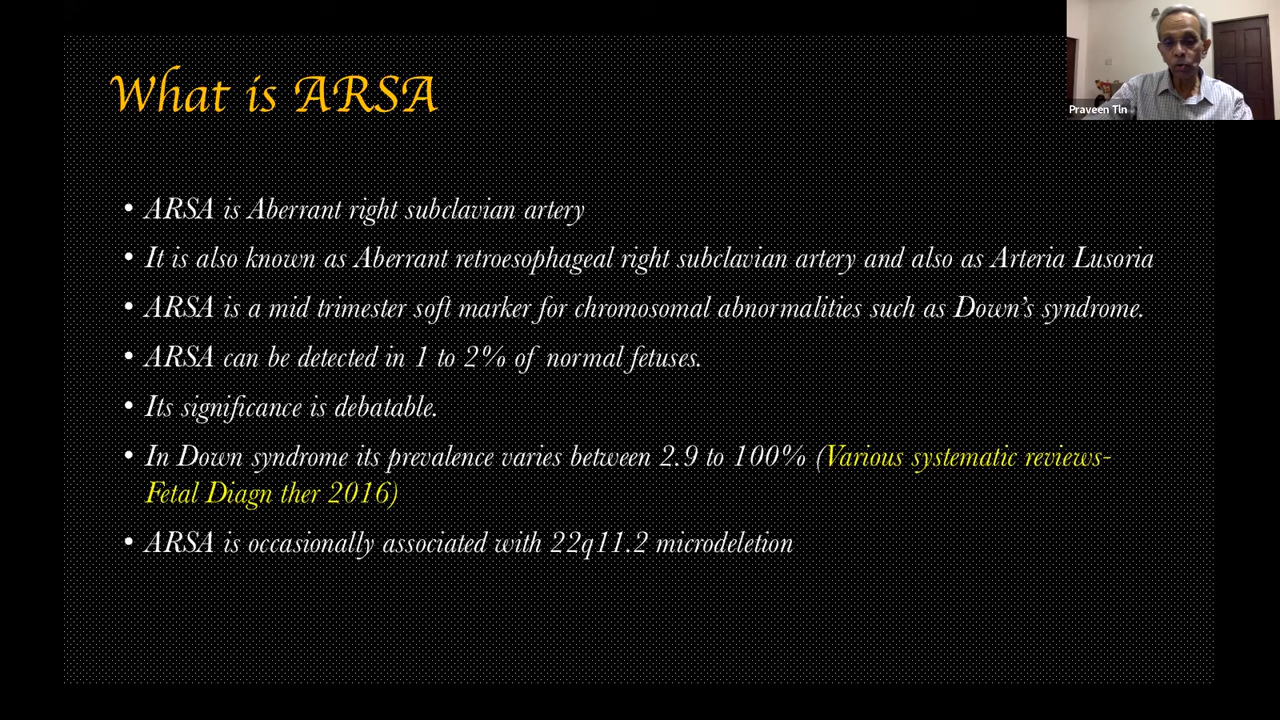 What is ARSA
Praveen Tln
• ARSA is Aberrant right subclavian artery
• It is also known as Aberrant retroesophageal right subclavian artery and also as Arteria Lusoria
• ARSA is a mid trimester soft marker for chromosomal abnormalities such as Down’s syndrome.
• ARSA can be detected in 1 to 2% of normal fetuses.
• Its significance is debatable.
• In Down syndrome its prevalence varies between 2.9 to 100% (Various systematic reviews-
Fetal Diagn ther 2016)
• ARSA is occasionally associated with 22q11.2 microdeletion